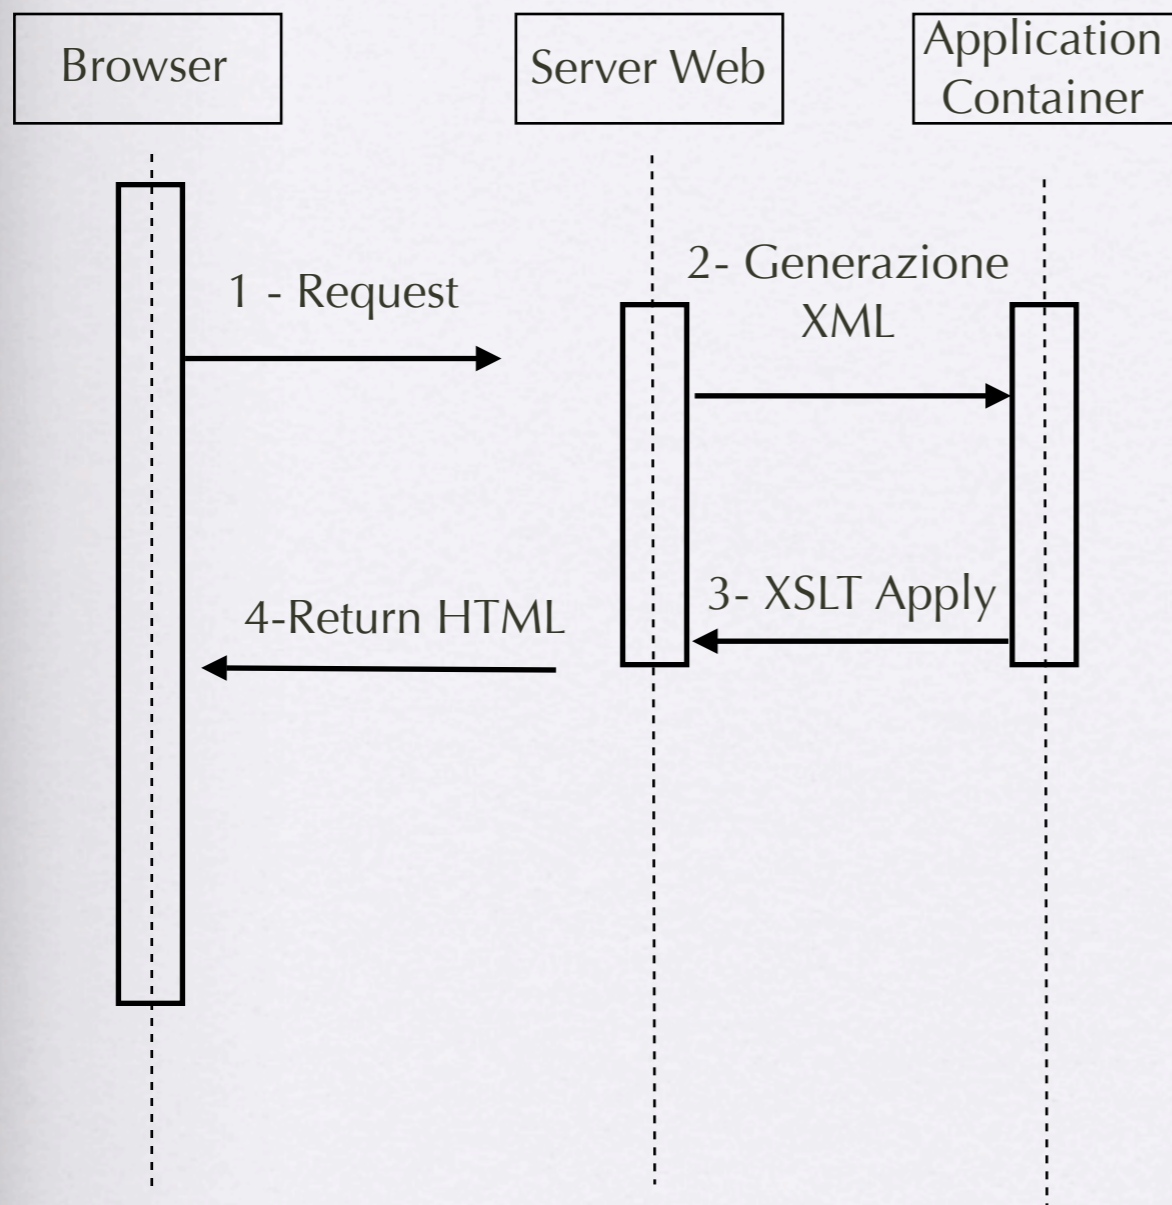 Browser
Server Web
Application
Container
1 - Request
2- Generazione
XML
3- XSLT Apply
4-Return HTML